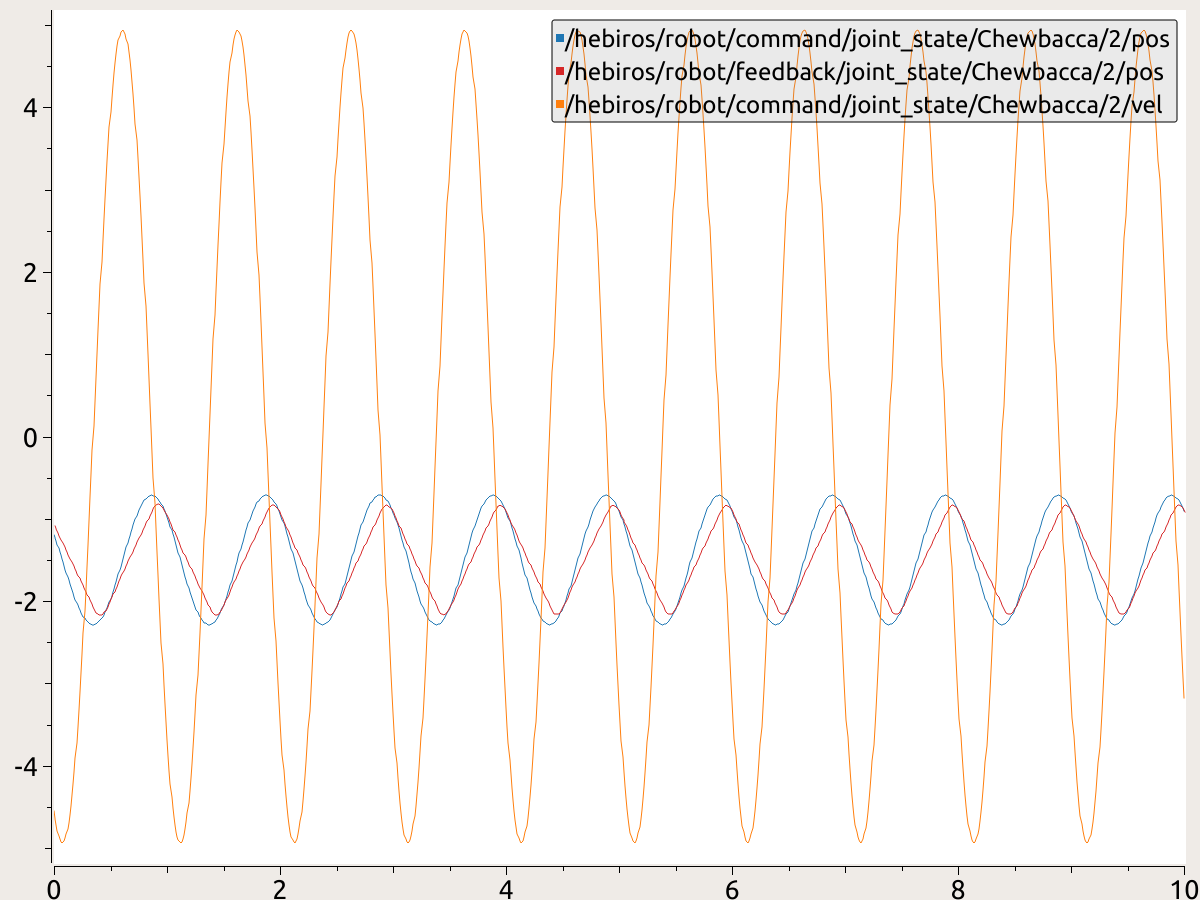 /hebiros/robot/command/joint_state/Chewbacca/2/pos
/hebiros/robot/feedback/joint_state/Chewbacca/2/pos
/hebiros/robot/command/joint_state/Chewbacca/2/vel
4
2
0
-2
-4
0 2 4 6 8 10